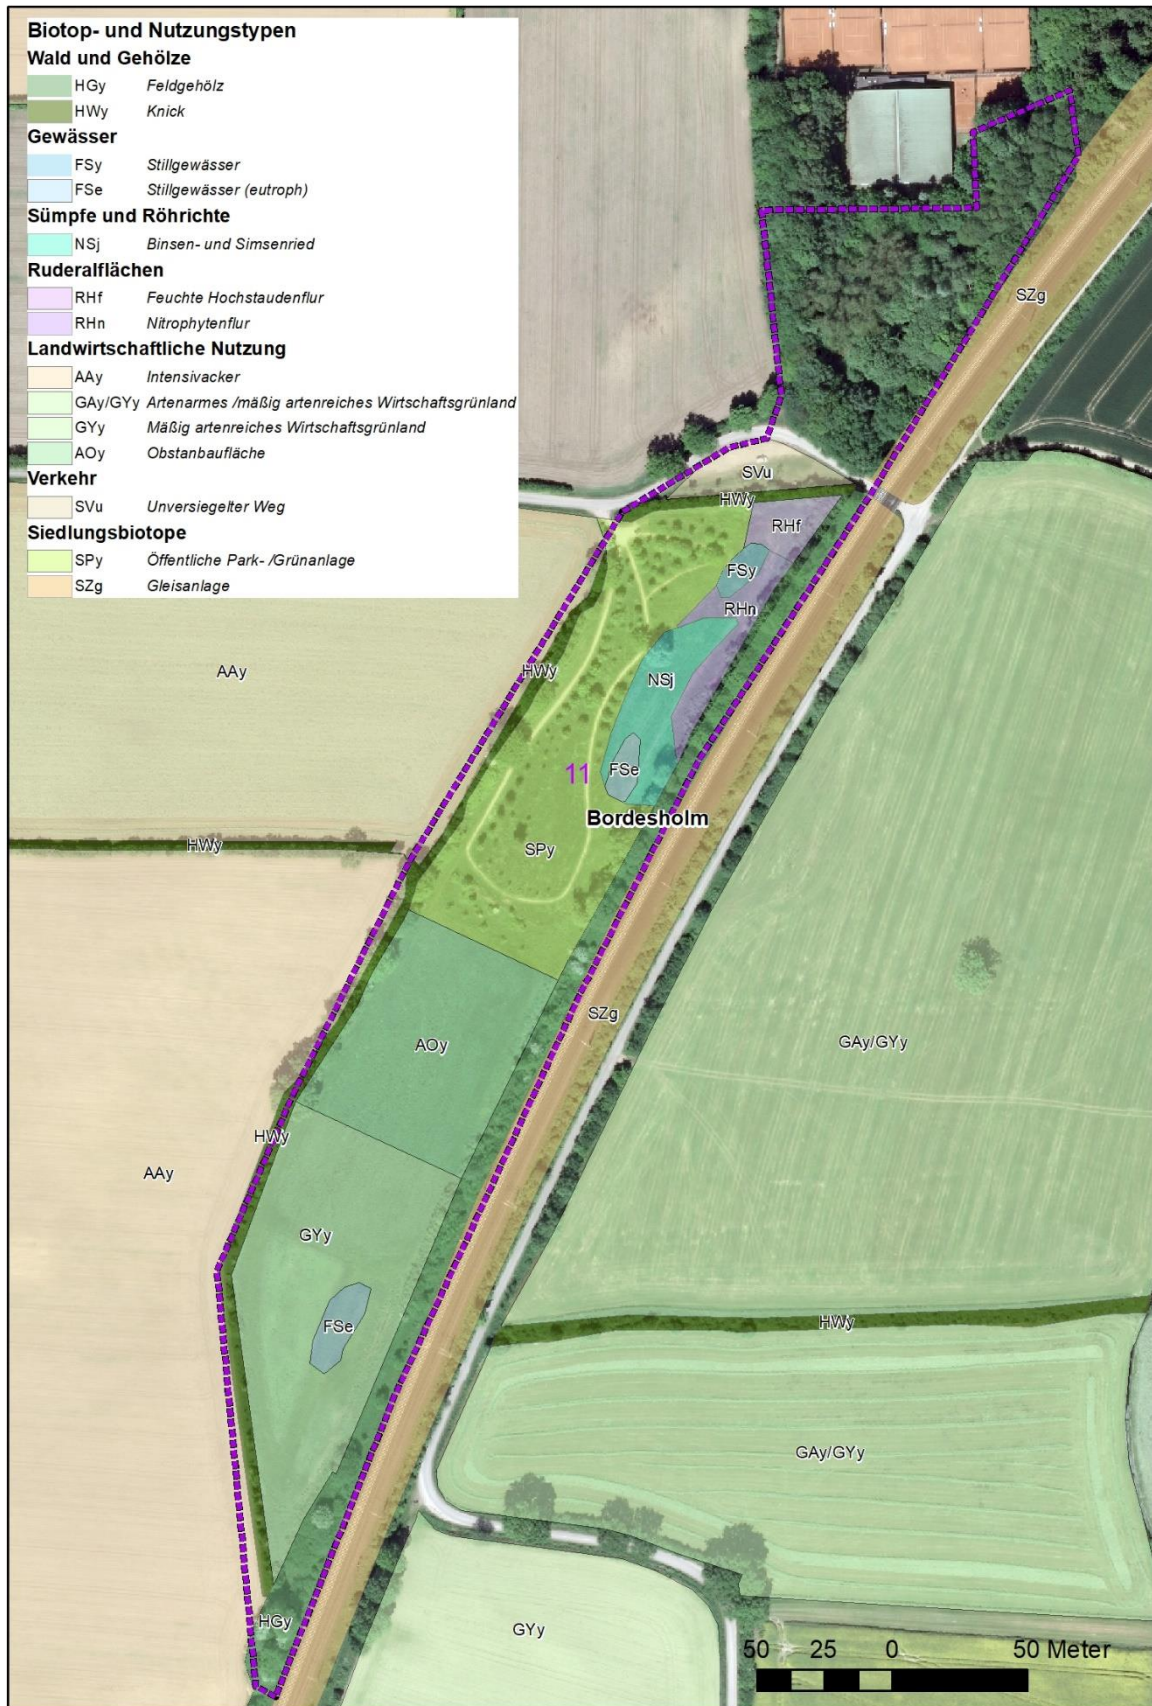 Biotop- und Nutzungstypen
Wald und Gehölze
HGy Feldgehölz
HWy Knick
Gewässer
FSy Stillgewässer
FSe Stillgewässer (eutroph)
Sümpfe und Röhrichte
NSj Binsen- und Simsenried
Ruderalflächen
RHf Feuchte Hochstaudenflur
RHn Nitrophytenflur
Landwirtschaftliche Nutzung
AAy Intensivacker
GAy/GYy Artenarmes /mäßig artenreiches Wirtschaftsgrünland
GYy Mäßig artenreiches Wirtschaftsgrünland
AOy Obstanbaufläche
Verkehr
SVu Unversiegelter Weg
Siedlungsbiotope
SPy Öffentliche Park- /Grünanlage
SZg Gleisanlage
SZg
SVu
HWy
RHf
FSy
RHn
AAy
HWy
NSj
FSe
11
Bordesholm
HWy
SPy
SZg
AOy
GAy/GYy
HWy
AAy
GYy
FSe
HWy
GAy/GYy
HGy
GYy
50 25 0 50 Meter